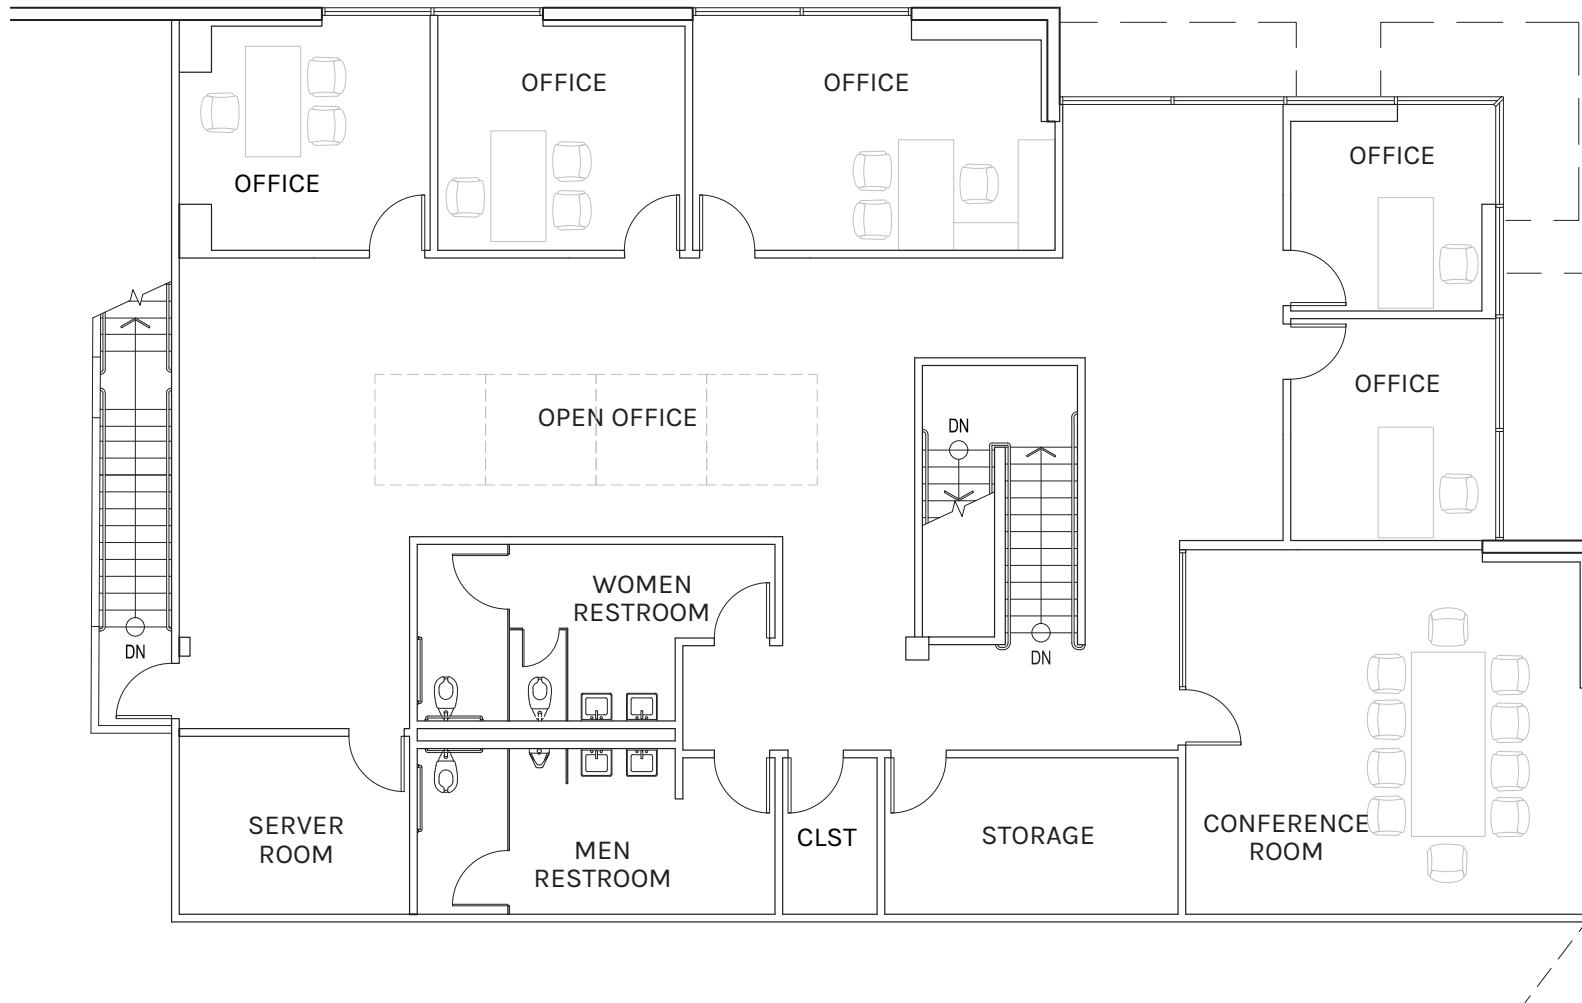 OFFICE
OFFICE
OFFICE
OFFICE
OFFICE
OPEN OFFICE
DN
DN
DN
WOMEN
RESTROOM
SERVER
ROOM
MEN
RESTROOM
CLST
STORAGE
CONFERENCE
ROOM